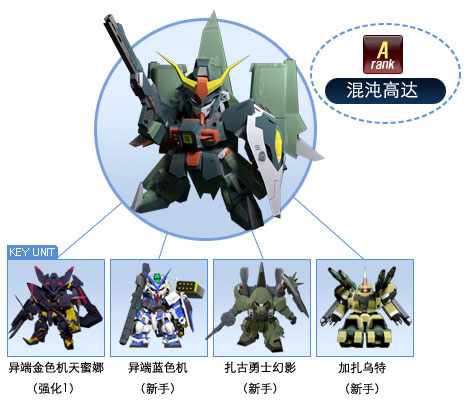 A
rank
混沌高达
KEY UNIT
异端金色机天蜜娜
（强化1）
异端蓝色机
（新手）
扎古勇士幻影
（新手）
加扎乌特
（新手）